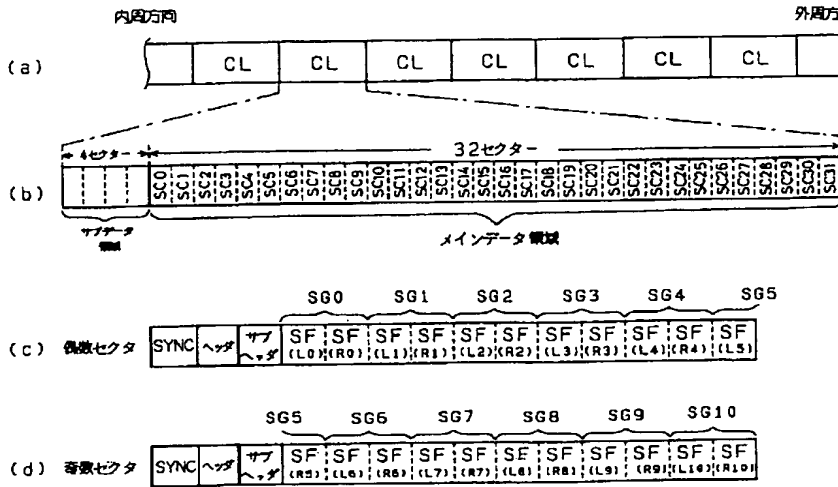 内周方向 外周方
(a) CL CL CL CL CL CL CL
4セクター 32セクター
(b) SC0 SC1 SC2 SC3 SC4 SC5 SC6 SC7 SC8 SC9 SC10 SC11 SC12 SC13 SC14 SC15 SC16 SC17 SC18 SC19 SC20 SC21 SC22 SC23 SC24 SC25 SC26 SC27 SC28 SC29 SC30 SC31
サブデータ
領域
メインデータ領域
SG0 SG1 SG2 SG3 SG4 SG5
(c) 偶数セクタ SYNC ヘッダ サブ SF SF SF SF SF SF SF SF SF SF SF
ヘッダ (L0) (R0) (L1) (R1) (L2) (R2) (L3) (R3) (L4) (R4) (L5)
SG5 SG6 SG7 SG8 SG9 SG10
(d) 奇数セクタ SYNC ヘッダ サブ SF SF SF SF SF SF SF SF SF SF SF
ヘッダ (R5) (L6) (R6) (L7) (R7) (L8) (R8) (L9) (R9) (L10) (R10)